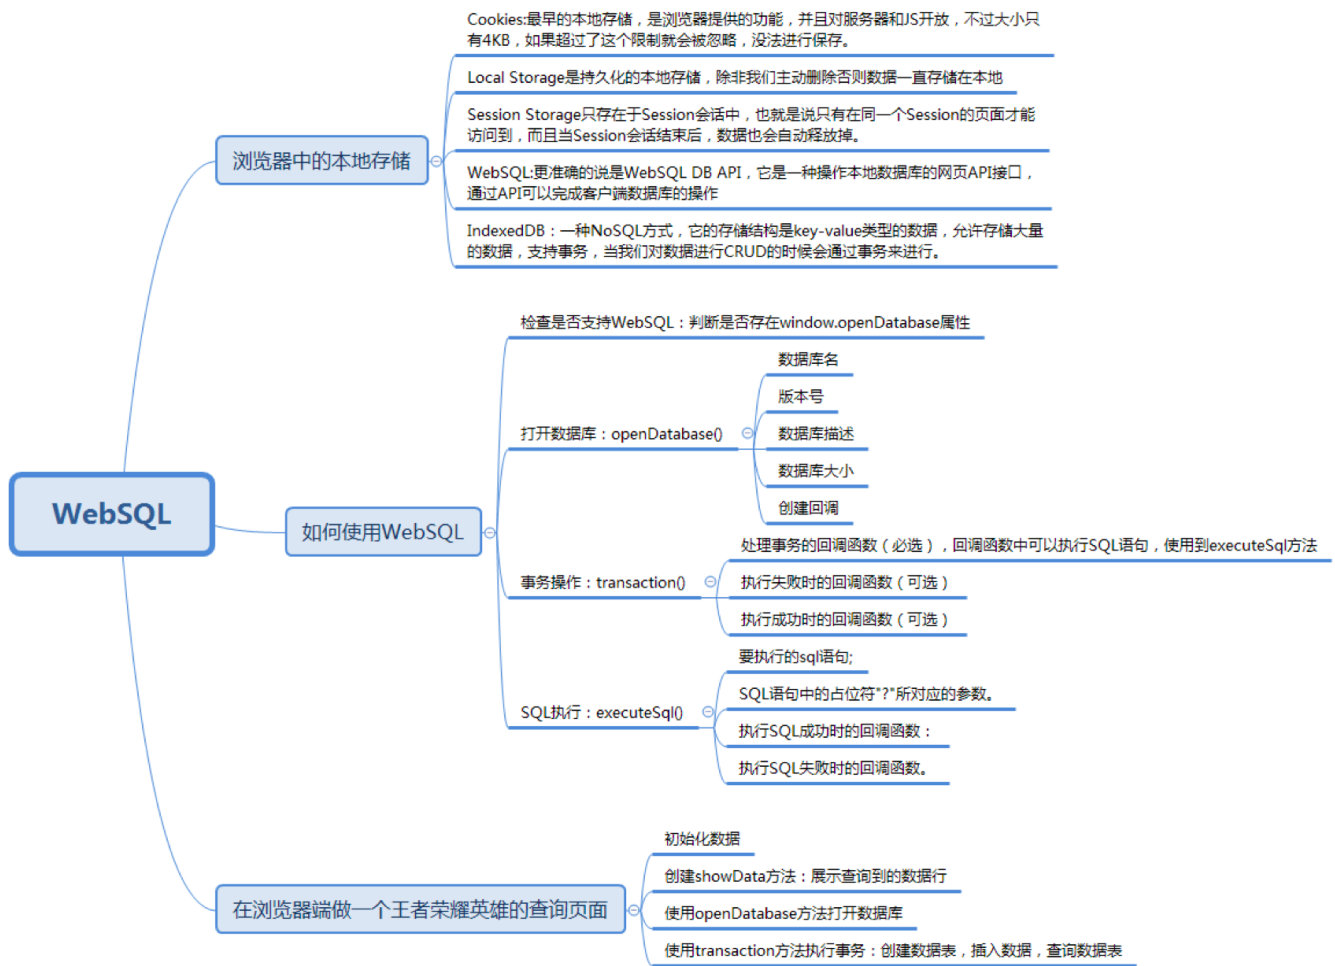 Cookies:最早的本地存储，是浏览器提供的功能，并且对服务器和JS开放，不过大小只
有4KB，如果超过了这个限制就会被忽略，没法进行保存。
Local Storage是持久化的本地存储，除非我们主动删除否则数据一直存储在本地
Session Storage只存在于Session会话中，也就是说只有在同一个Session的页面才能
访问到，而且当Session会话结束后，数据也会自动释放掉。
浏览器中的本地存储
WebSQL:更准确的说是WebSQL DB API，它是一种操作本地数据库的网页API接口，
通过API可以完成客户端数据库的操作
IndexedDB：一种NoSQL方式，它的存储结构是key-value类型的数据，允许存储大量
的数据，支持事务，当我们对数据进行CRUD的时候会通过事务来进行。
检查是否支持WebSQL：判断是否存在window.openDatabase属性
数据库名
版本号
打开数据库：openDatabase()
数据库描述
数据库大小
创建回调
WebSQL
如何使用WebSQL
处理事务的回调函数（必选），回调函数中可以执行SQL语句，使用到executeSql方法
事务操作：transaction()
执行失败时的回调函数（可选）
执行成功时的回调函数（可选）
要执行的sql语句;
SQL语句中的占位符"?"所对应的参数。
SQL执行：executeSql()
执行SQL成功时的回调函数：
执行SQL失败时的回调函数。
初始化数据
创建showData方法：展示查询到的数据行
在浏览器端做一个王者荣耀英雄的查询页面
使用openDatabase方法打开数据库
使用transaction方法执行事务：创建数据表，插入数据，查询数据表